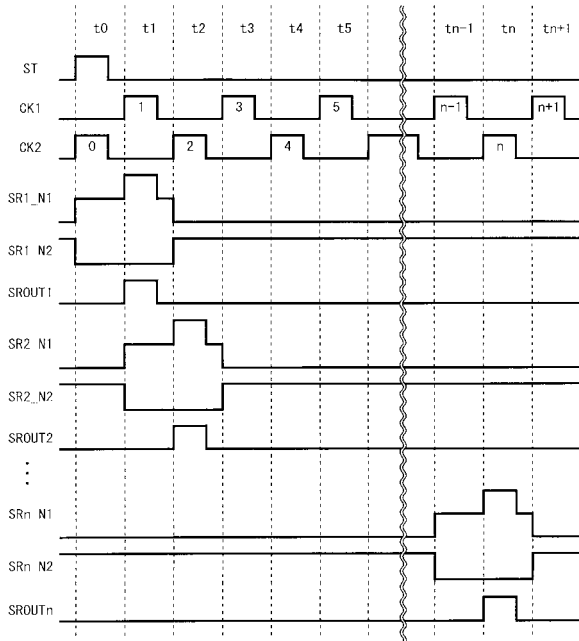 t0 t1 t2 t3 t4 t5 tn-1 tn tn+1
ST
CK1 1 3 5 n-1 n+1
CK2 0 2 4 n
SR1_N1
SR1 N2
SROUT1
SR2 N1
SR2_N2
SROUT2
⋮
SRn N1
SRn N2
SROUTn